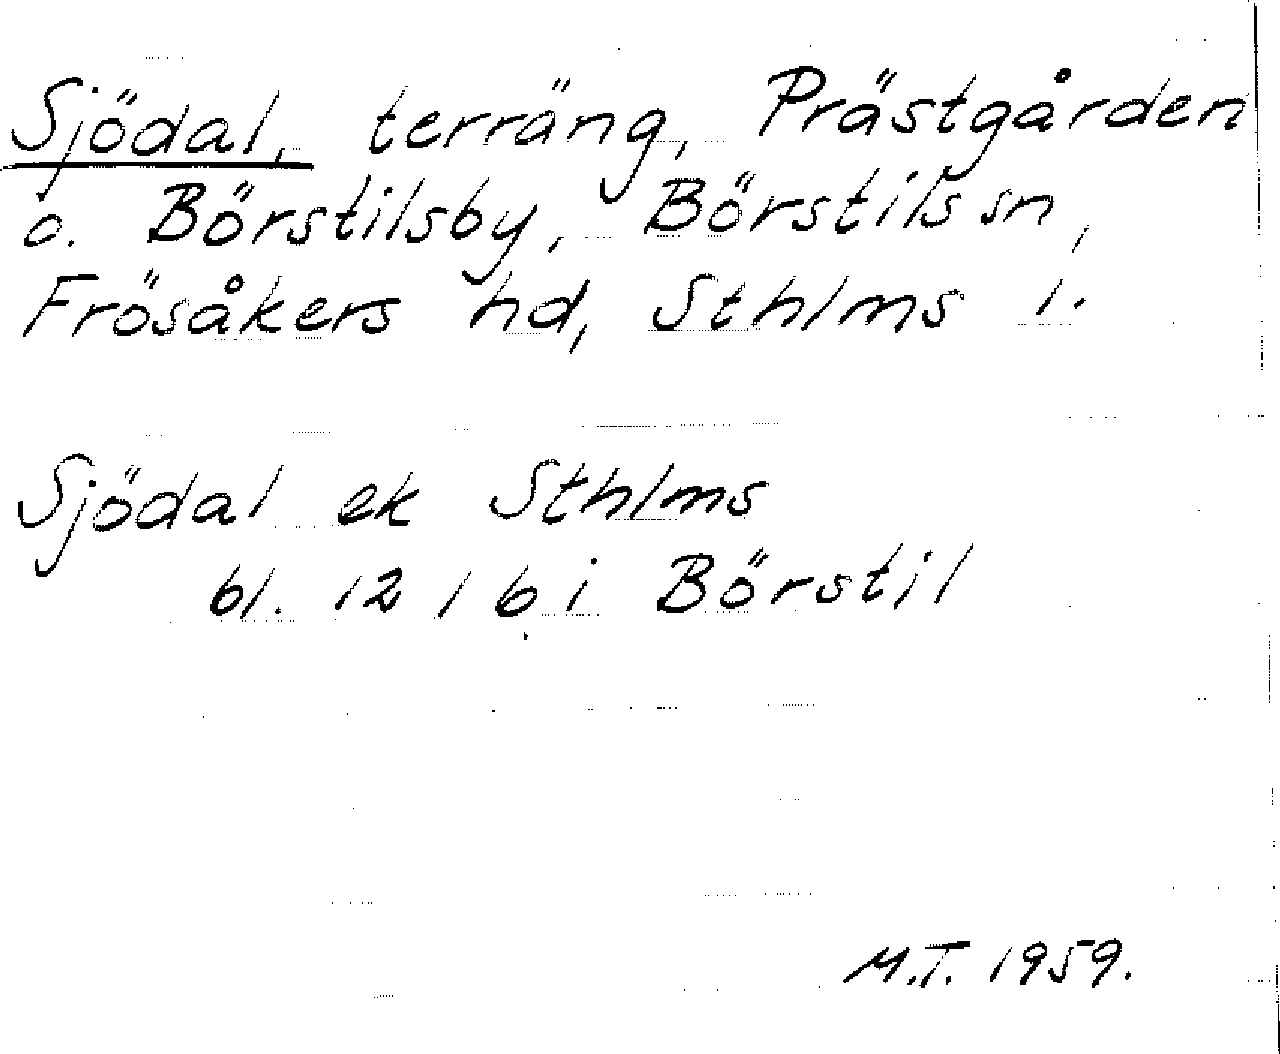 Sjödal, terräng, Prästgården
o. Börstilsby, Börstils sn,
Frösåkers hd, Sthlms l.
Sjödal ek Sthlms
bl. 12 / 6 i Börstil
M.T. 1959.